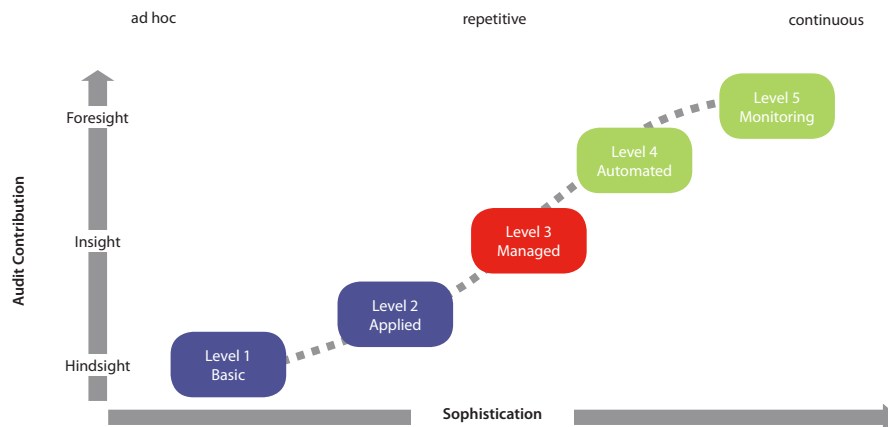 ad hoc
repetitive
continuous
Audit Contribution
Foresight
Insight
Hindsight
Level 5
Monitoring
Level 4
Automated
Level 3
Managed
Level 2
Applied
Level 1
Basic
Sophistication